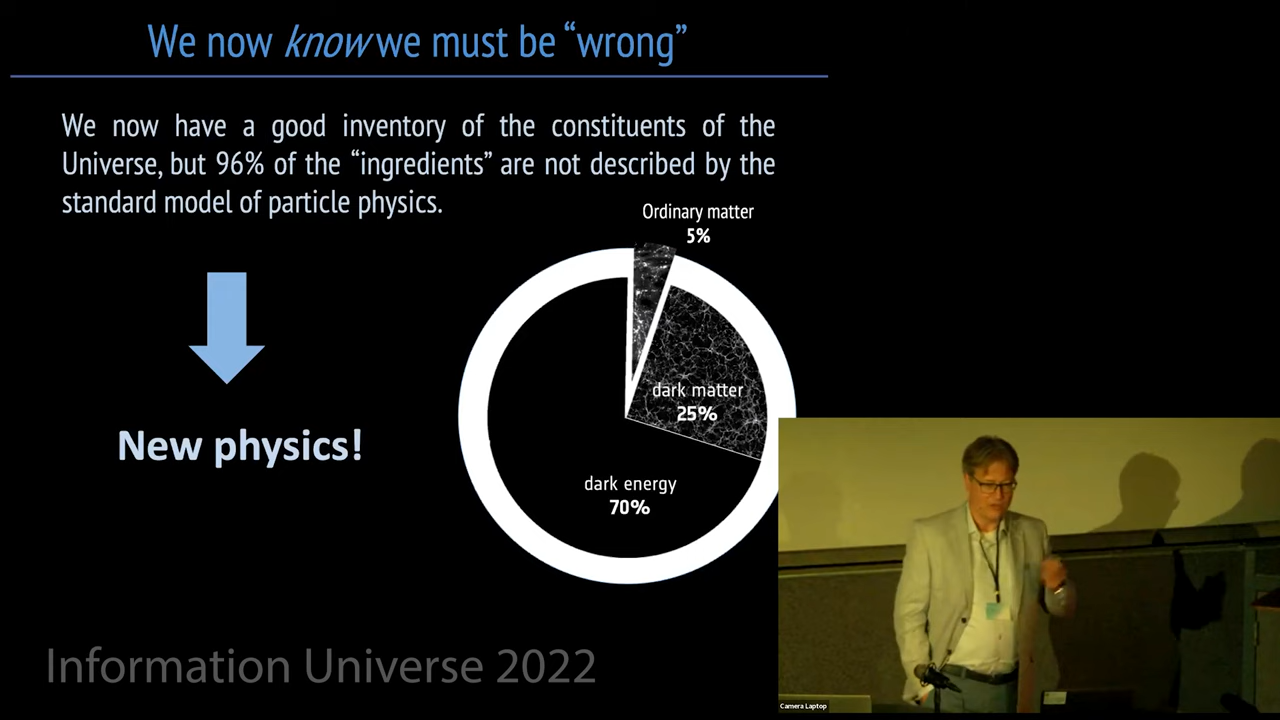 We now know we must be “wrong”
We now have a good inventory of the constituents of the
Universe, but 96% of the “ingredients” are not described by the
standard model of particle physics.
Ordinary matter
5%
dark matter
25%
New physics!
dark energy
70%
Information Universe 2022
Camera Laptop